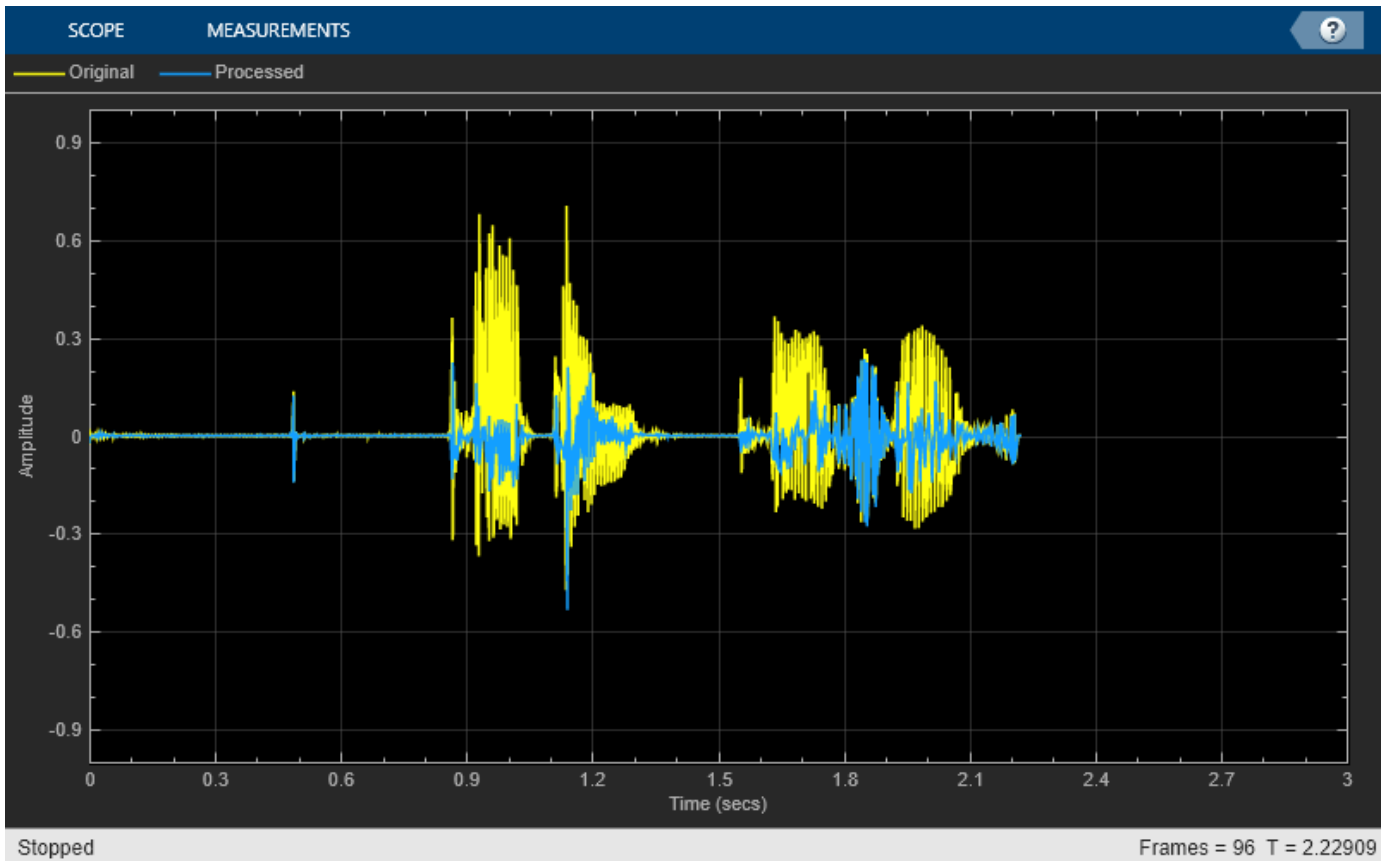 SCOPE MEASUREMENTS ?
Original Processed
0.9
0.6
0.3
0
-0.3
-0.6
-0.9
Amplitude
0 0.3 0.6 0.9 1.2 1.5 1.8 2.1 2.4 2.7 3
Time (secs)
Stopped Frames = 96 T = 2.22909